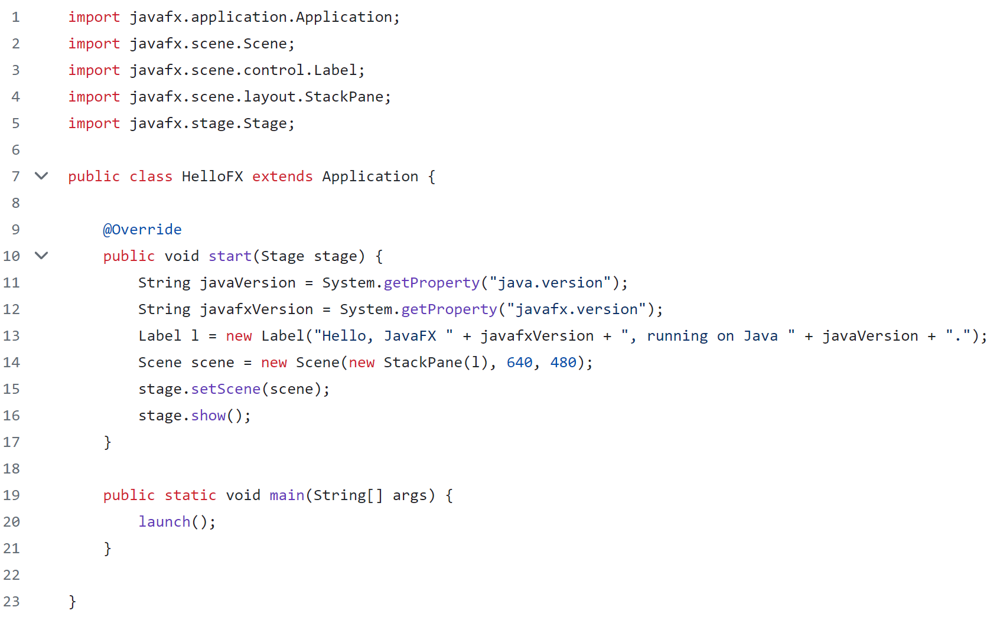 1 import javafx.application.Application;
2 import javafx.scene.Scene;
3 import javafx.scene.control.Label;
4 import javafx.scene.layout.StackPane;
5 import javafx.stage.Stage;
6
7 public class HelloFX extends Application {
8
9     @Override
10     public void start(Stage stage) {
11         String javaVersion = System.getProperty("java.version");
12         String javafxVersion = System.getProperty("javafx.version");
13         Label l = new Label("Hello, JavaFX " + javafxVersion + ", running on Java " + javaVersion + ".");
14         Scene scene = new Scene(new StackPane(l), 640, 480);
15         stage.setScene(scene);
16         stage.show();
17     }
18
19     public static void main(String[] args) {
20         launch();
21     }
22
23 }